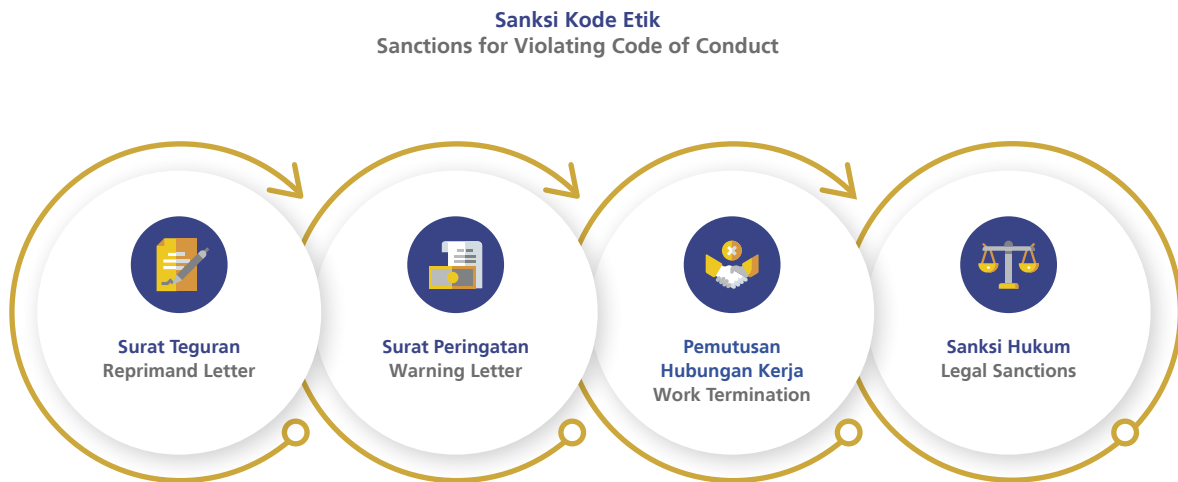 Sanksi Kode Etik
Sanctions for Violating Code of Conduct
Surat Teguran
Reprimand Letter
Surat Peringatan
Warning Letter
Pemutusan
Hubungan Kerja
Work Termination
Sanksi Hukum
Legal Sanctions